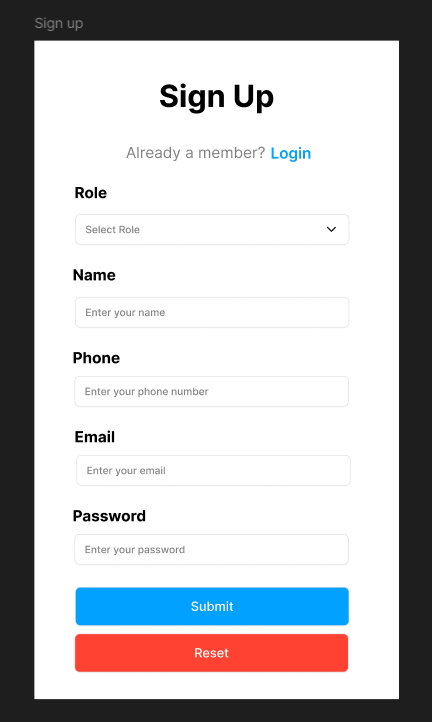 Sign up
Sign Up
Already a member? Login
Role
Select Role
Name
Enter your name
Phone
Enter your phone number
Email
Enter your email
Password
Enter your password
Submit
Reset